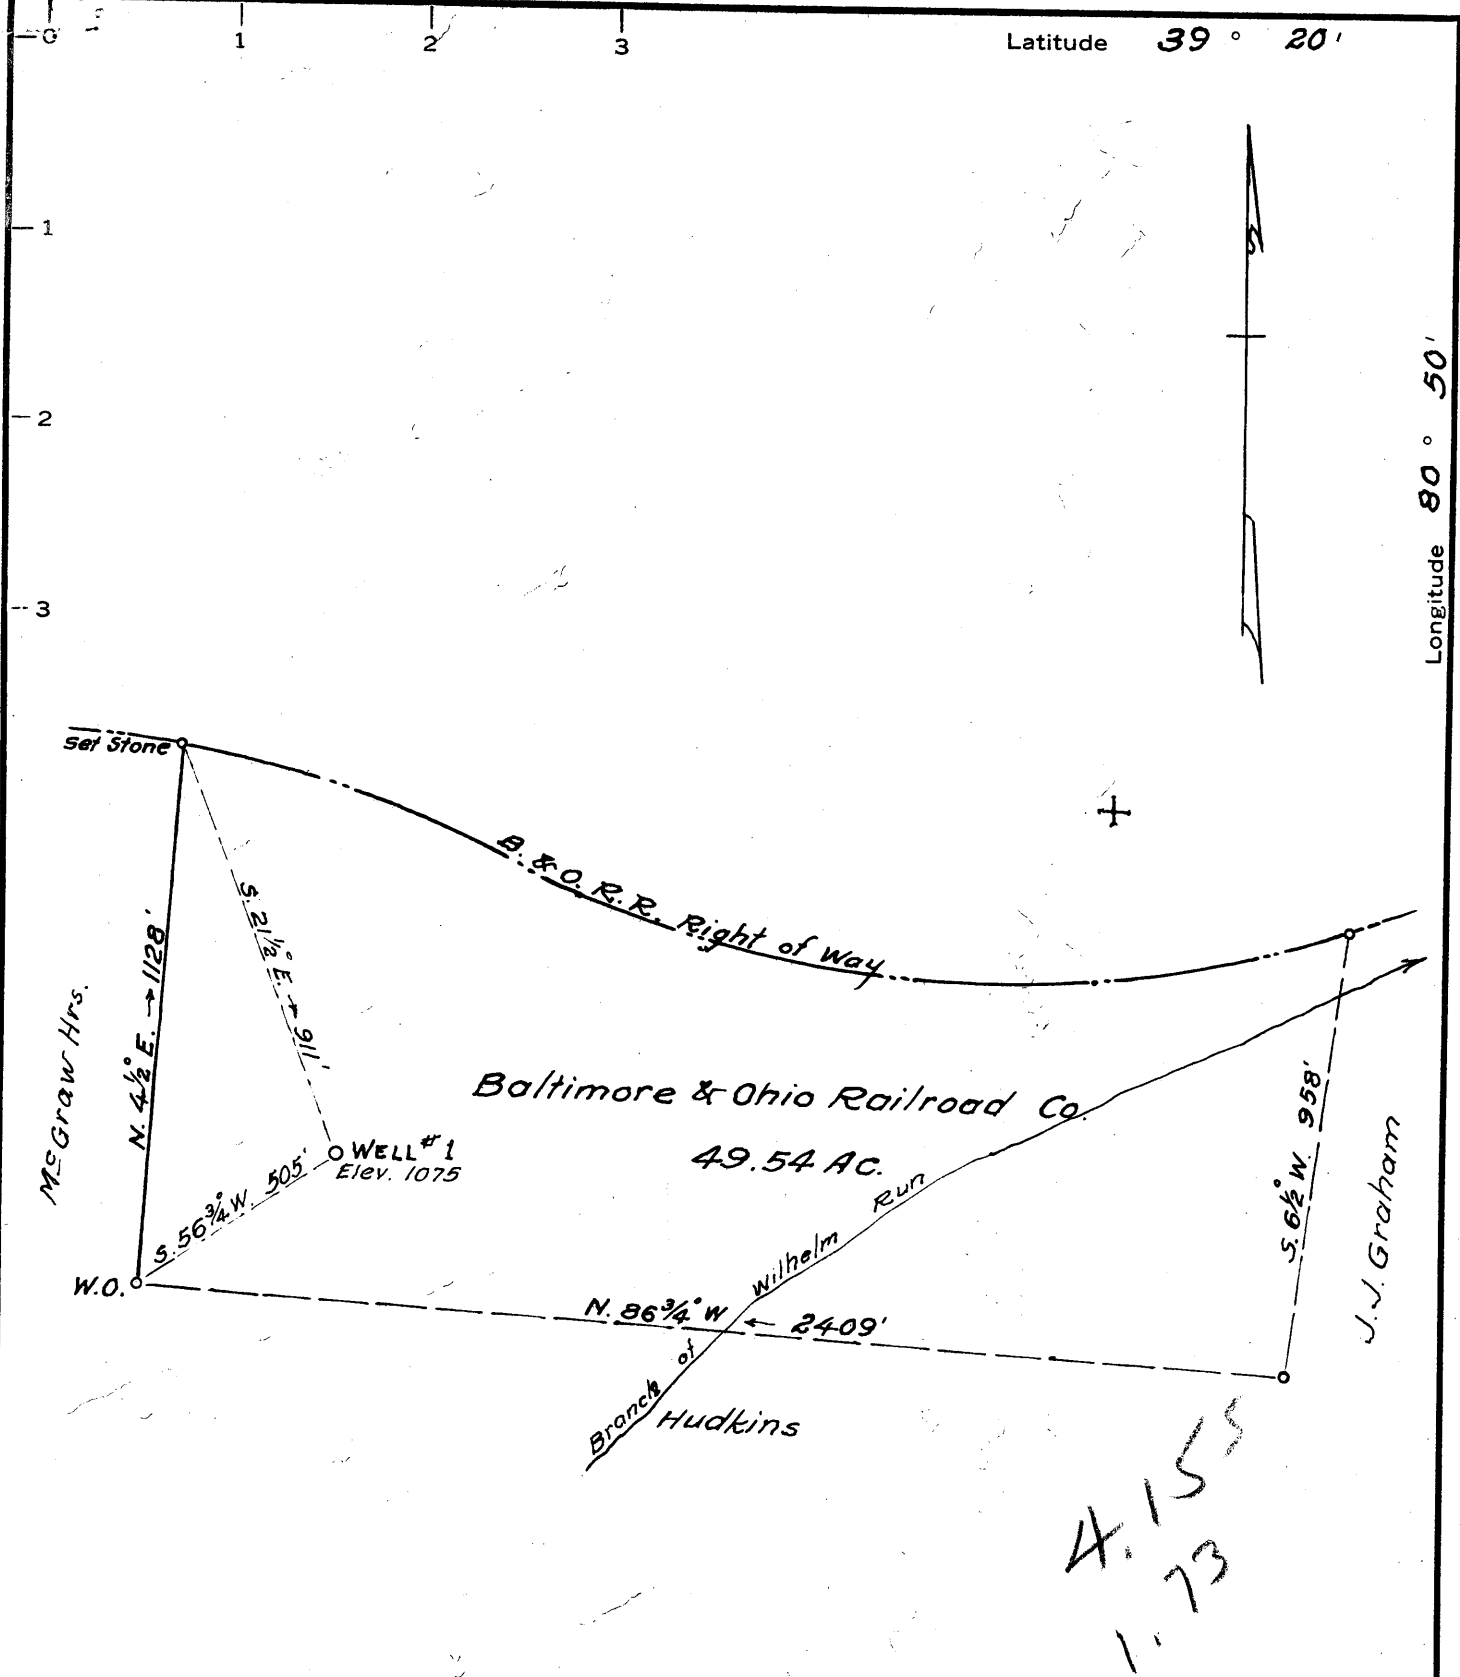 0 1 2 3
Latitude 39° 20'
1
2
3
Longitude 80° 50'
Set Stone
B. & O. R. R. Right of Way
S. 21½° E. → 911'
N. 4½° E. → 1128'
McGraw Hrs.
Baltimore & Ohio Railroad Co.
49.54 Ac.
WELL #1
Elev. 1075
S. 56¾° W. 505'
W.O.
N. 86¾° W ← 2409'
Branch of Wilhelm Run
S. 6½° W. 958'
J. J. Graham
Hudkins
4.155
1.73